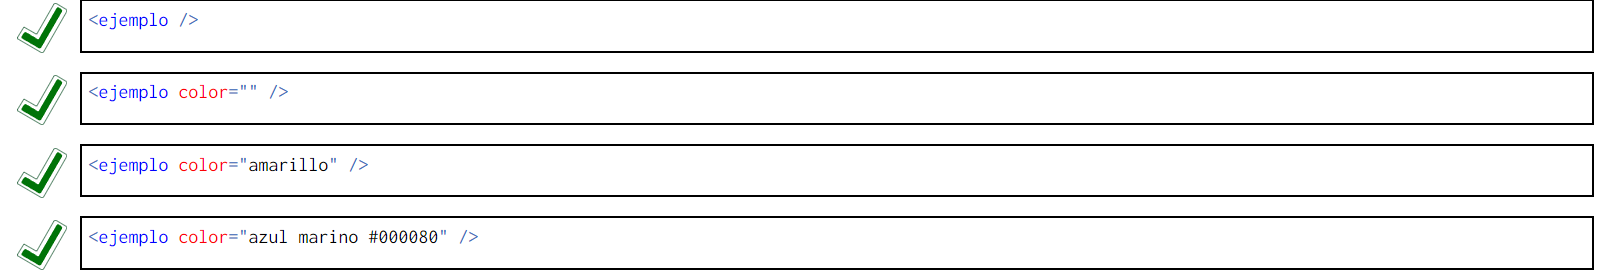 <ejemplo />
<ejemplo color="" />
<ejemplo color="amarillo" />
<ejemplo color="azul marino #000080" />